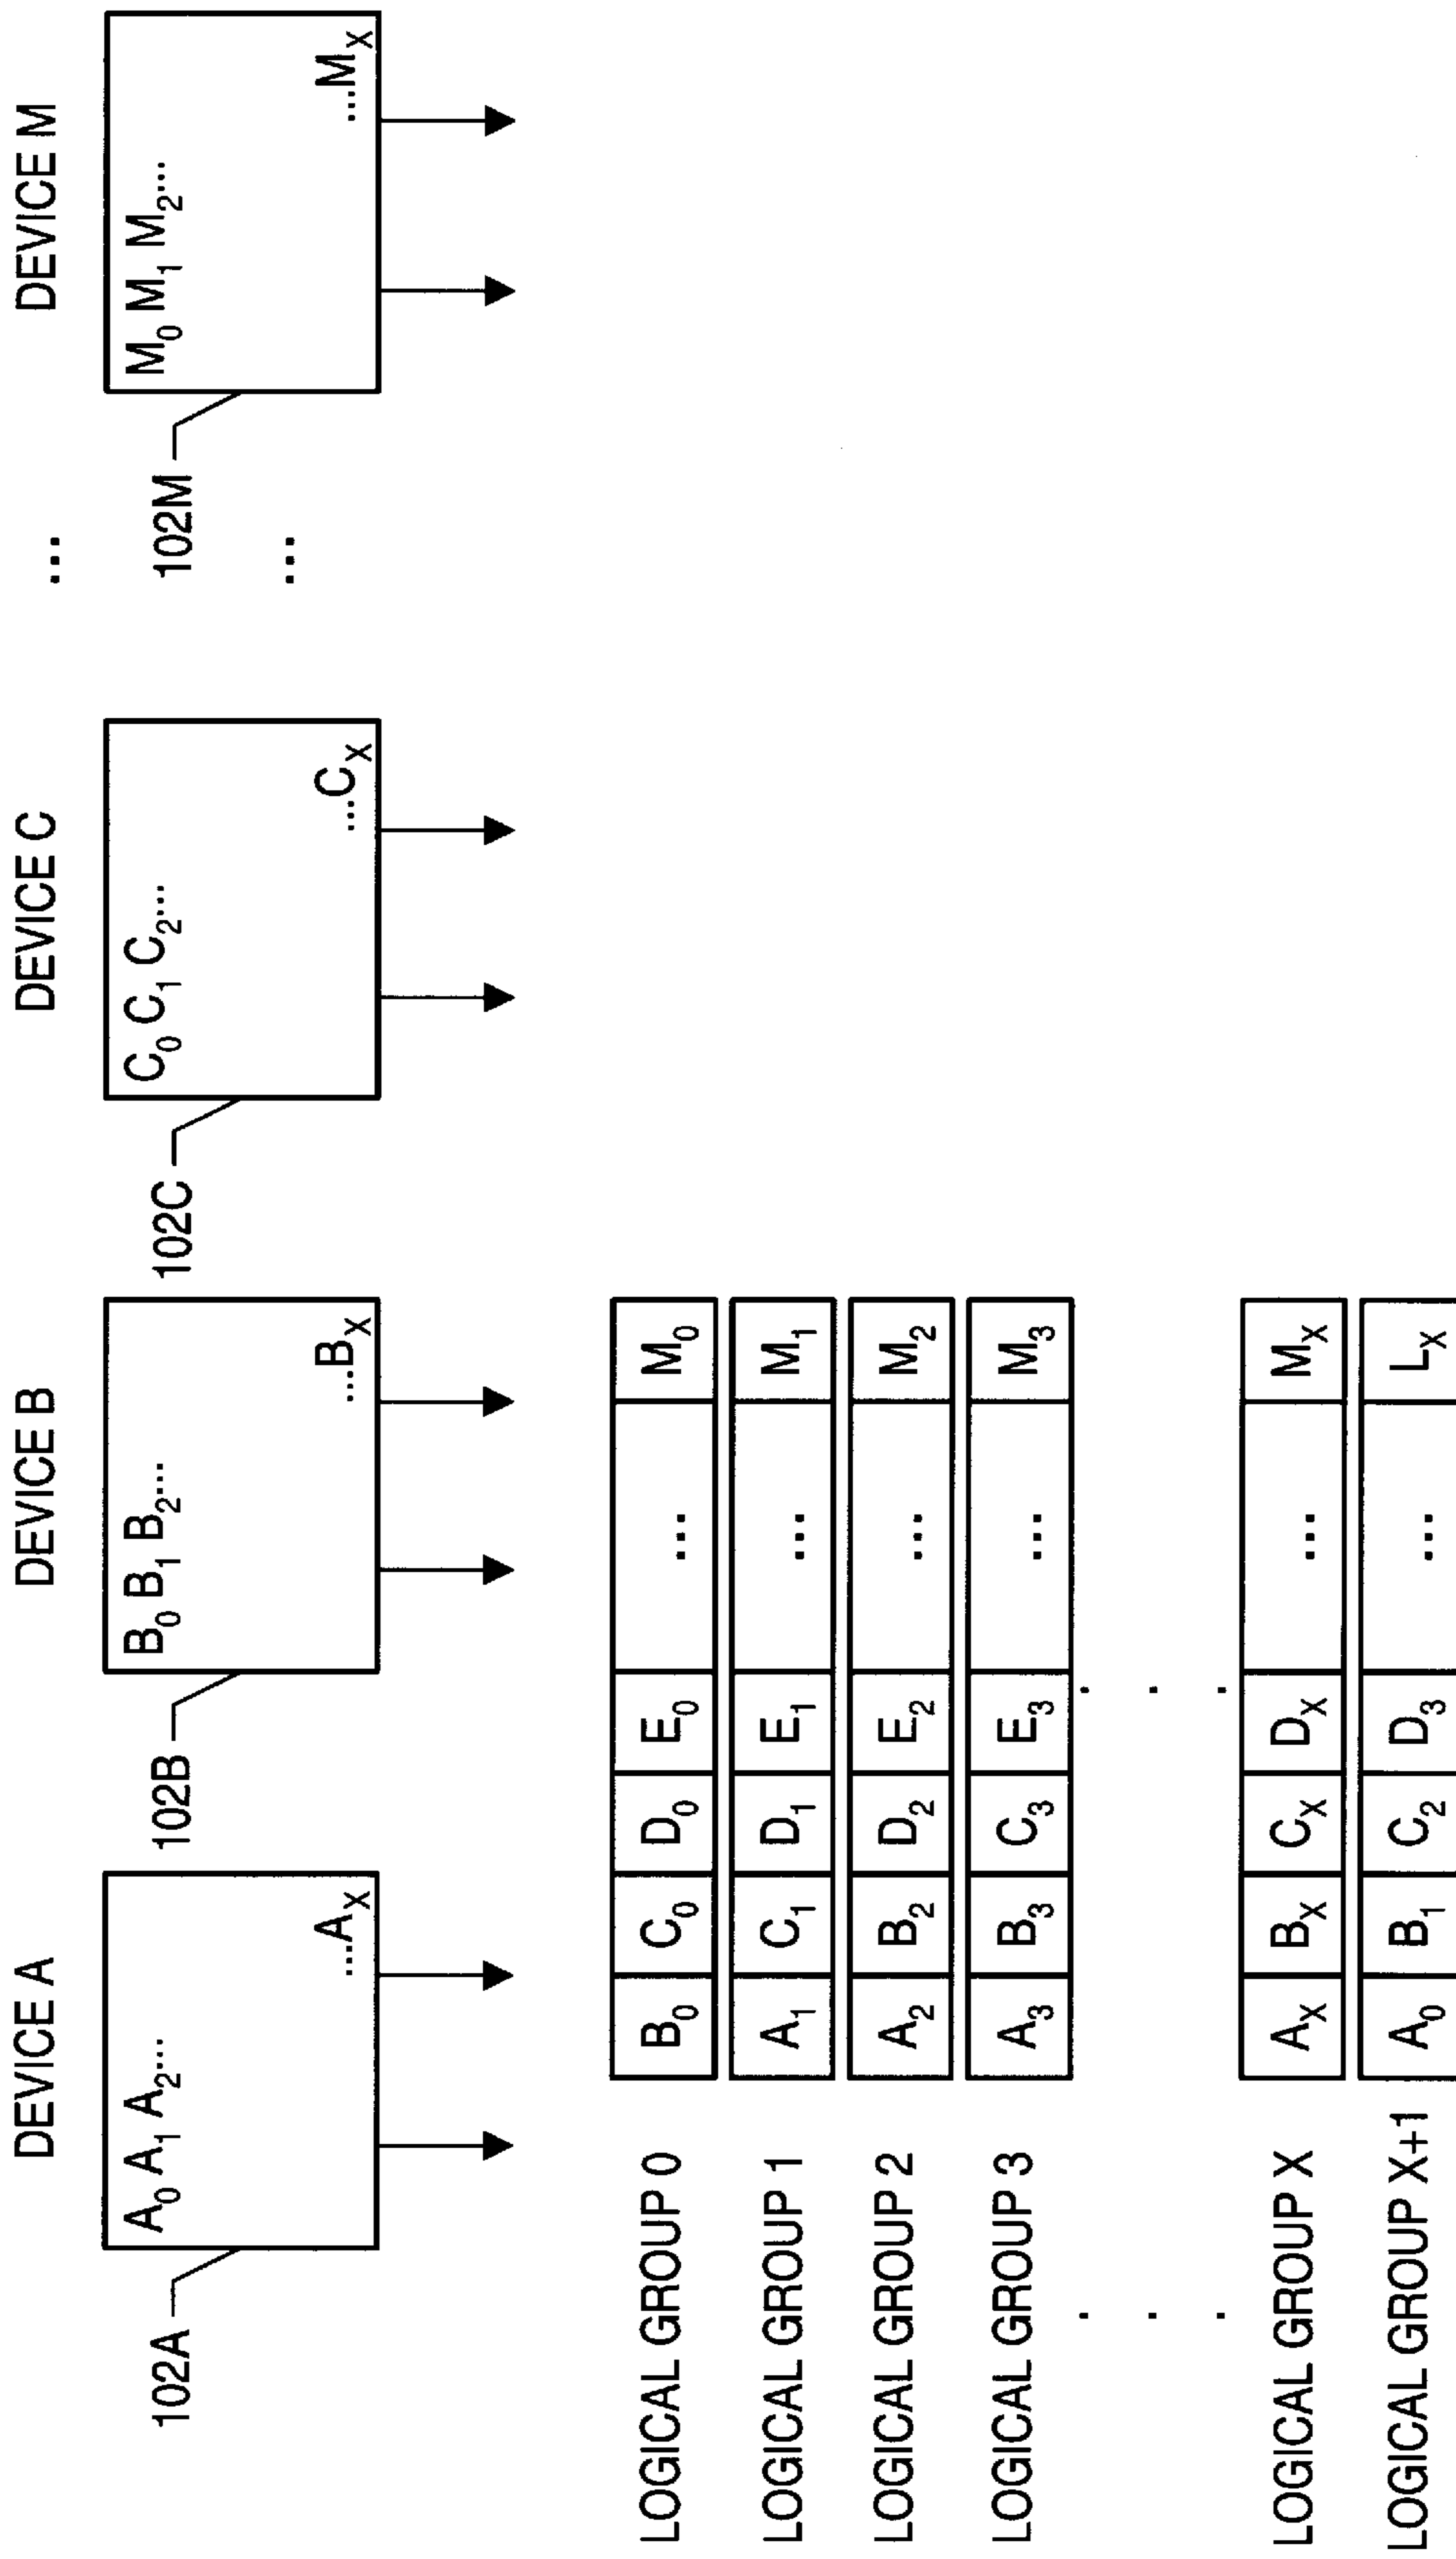 DEVICE A DEVICE B DEVICE C ... DEVICE M
102A 102B 102C 102M
A₀ A₁ A₂... B₀ B₁ B₂... C₀ C₁ C₂... M₀ M₁ M₂...
...Aₓ ...Bₓ ...Cₓ ... ...Mₓ
LOGICAL GROUP 0 B₀ C₀ D₀ E₀ ... M₀
LOGICAL GROUP 1 A₁ C₁ D₁ E₁ ... M₁
LOGICAL GROUP 2 A₂ B₂ D₂ E₂ ... M₂
LOGICAL GROUP 3 A₃ B₃ C₃ E₃ ... M₃
. .
. .
. .
LOGICAL GROUP X Aₓ Bₓ Cₓ Dₓ ... Mₓ
LOGICAL GROUP X+1 A₀ B₁ C₂ D₃ ... Lₓ